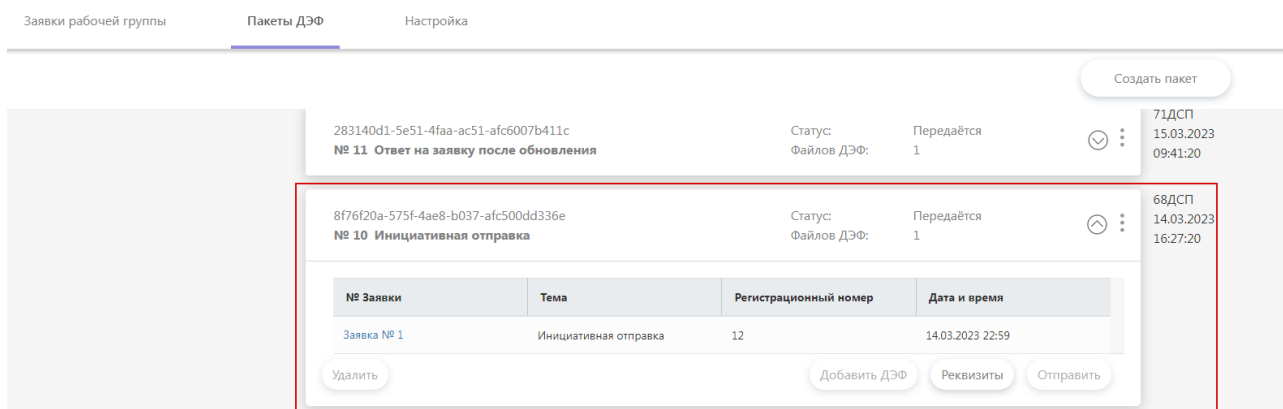 Заявки рабочей группы Пакеты ДЭФ Настройка
Создать пакет
283140d1-5e51-4faa-ac51-afc6007b411c Статус: Передаётся
№ 11 Ответ на заявку после обновления Файлов ДЭФ: 1
71ДСП
15.03.2023
09:41:20
8f76f20a-575f-4ae8-b037-afc500dd336e Статус: Передаётся
№ 10 Инициативная отправка Файлов ДЭФ: 1
68ДСП
14.03.2023
16:27:20
№ Заявки Тема Регистрационный номер Дата и время
Заявка № 1 Инициативная отправка 12 14.03.2023 22:59
Удалить Добавить ДЭФ Реквизиты Отправить